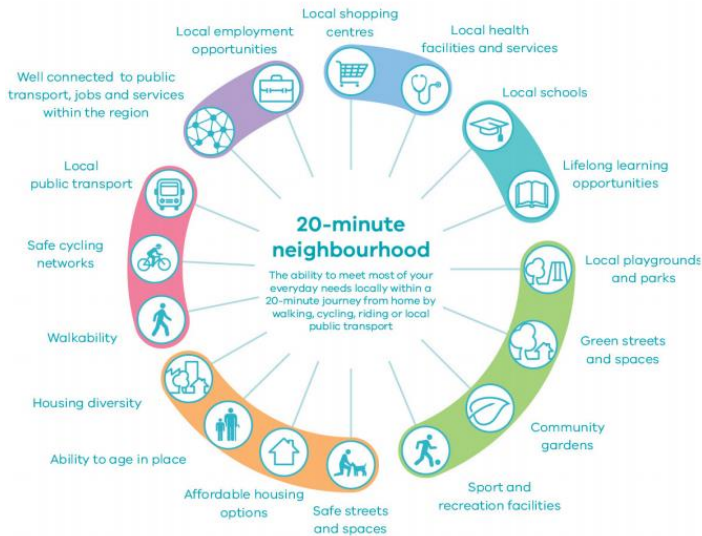 Local shopping
centres
Local health
facilities and services
Local schools
Lifelong learning
opportunities
Local playgrounds
and parks
Green streets
and spaces
Community
gardens
Sport and
recreation facilities
Safe streets
and spaces
Affordable housing
options
Ability to age in place
Housing diversity
Walkability
Safe cycling
networks
Local
public transport
Well connected to public
transport, jobs and services
within the region
Local employment
opportunities
20-minute
neighbourhood
The ability to meet most of your
everyday needs locally within a
20-minute journey from home by
walking, cycling, riding or local
public transport